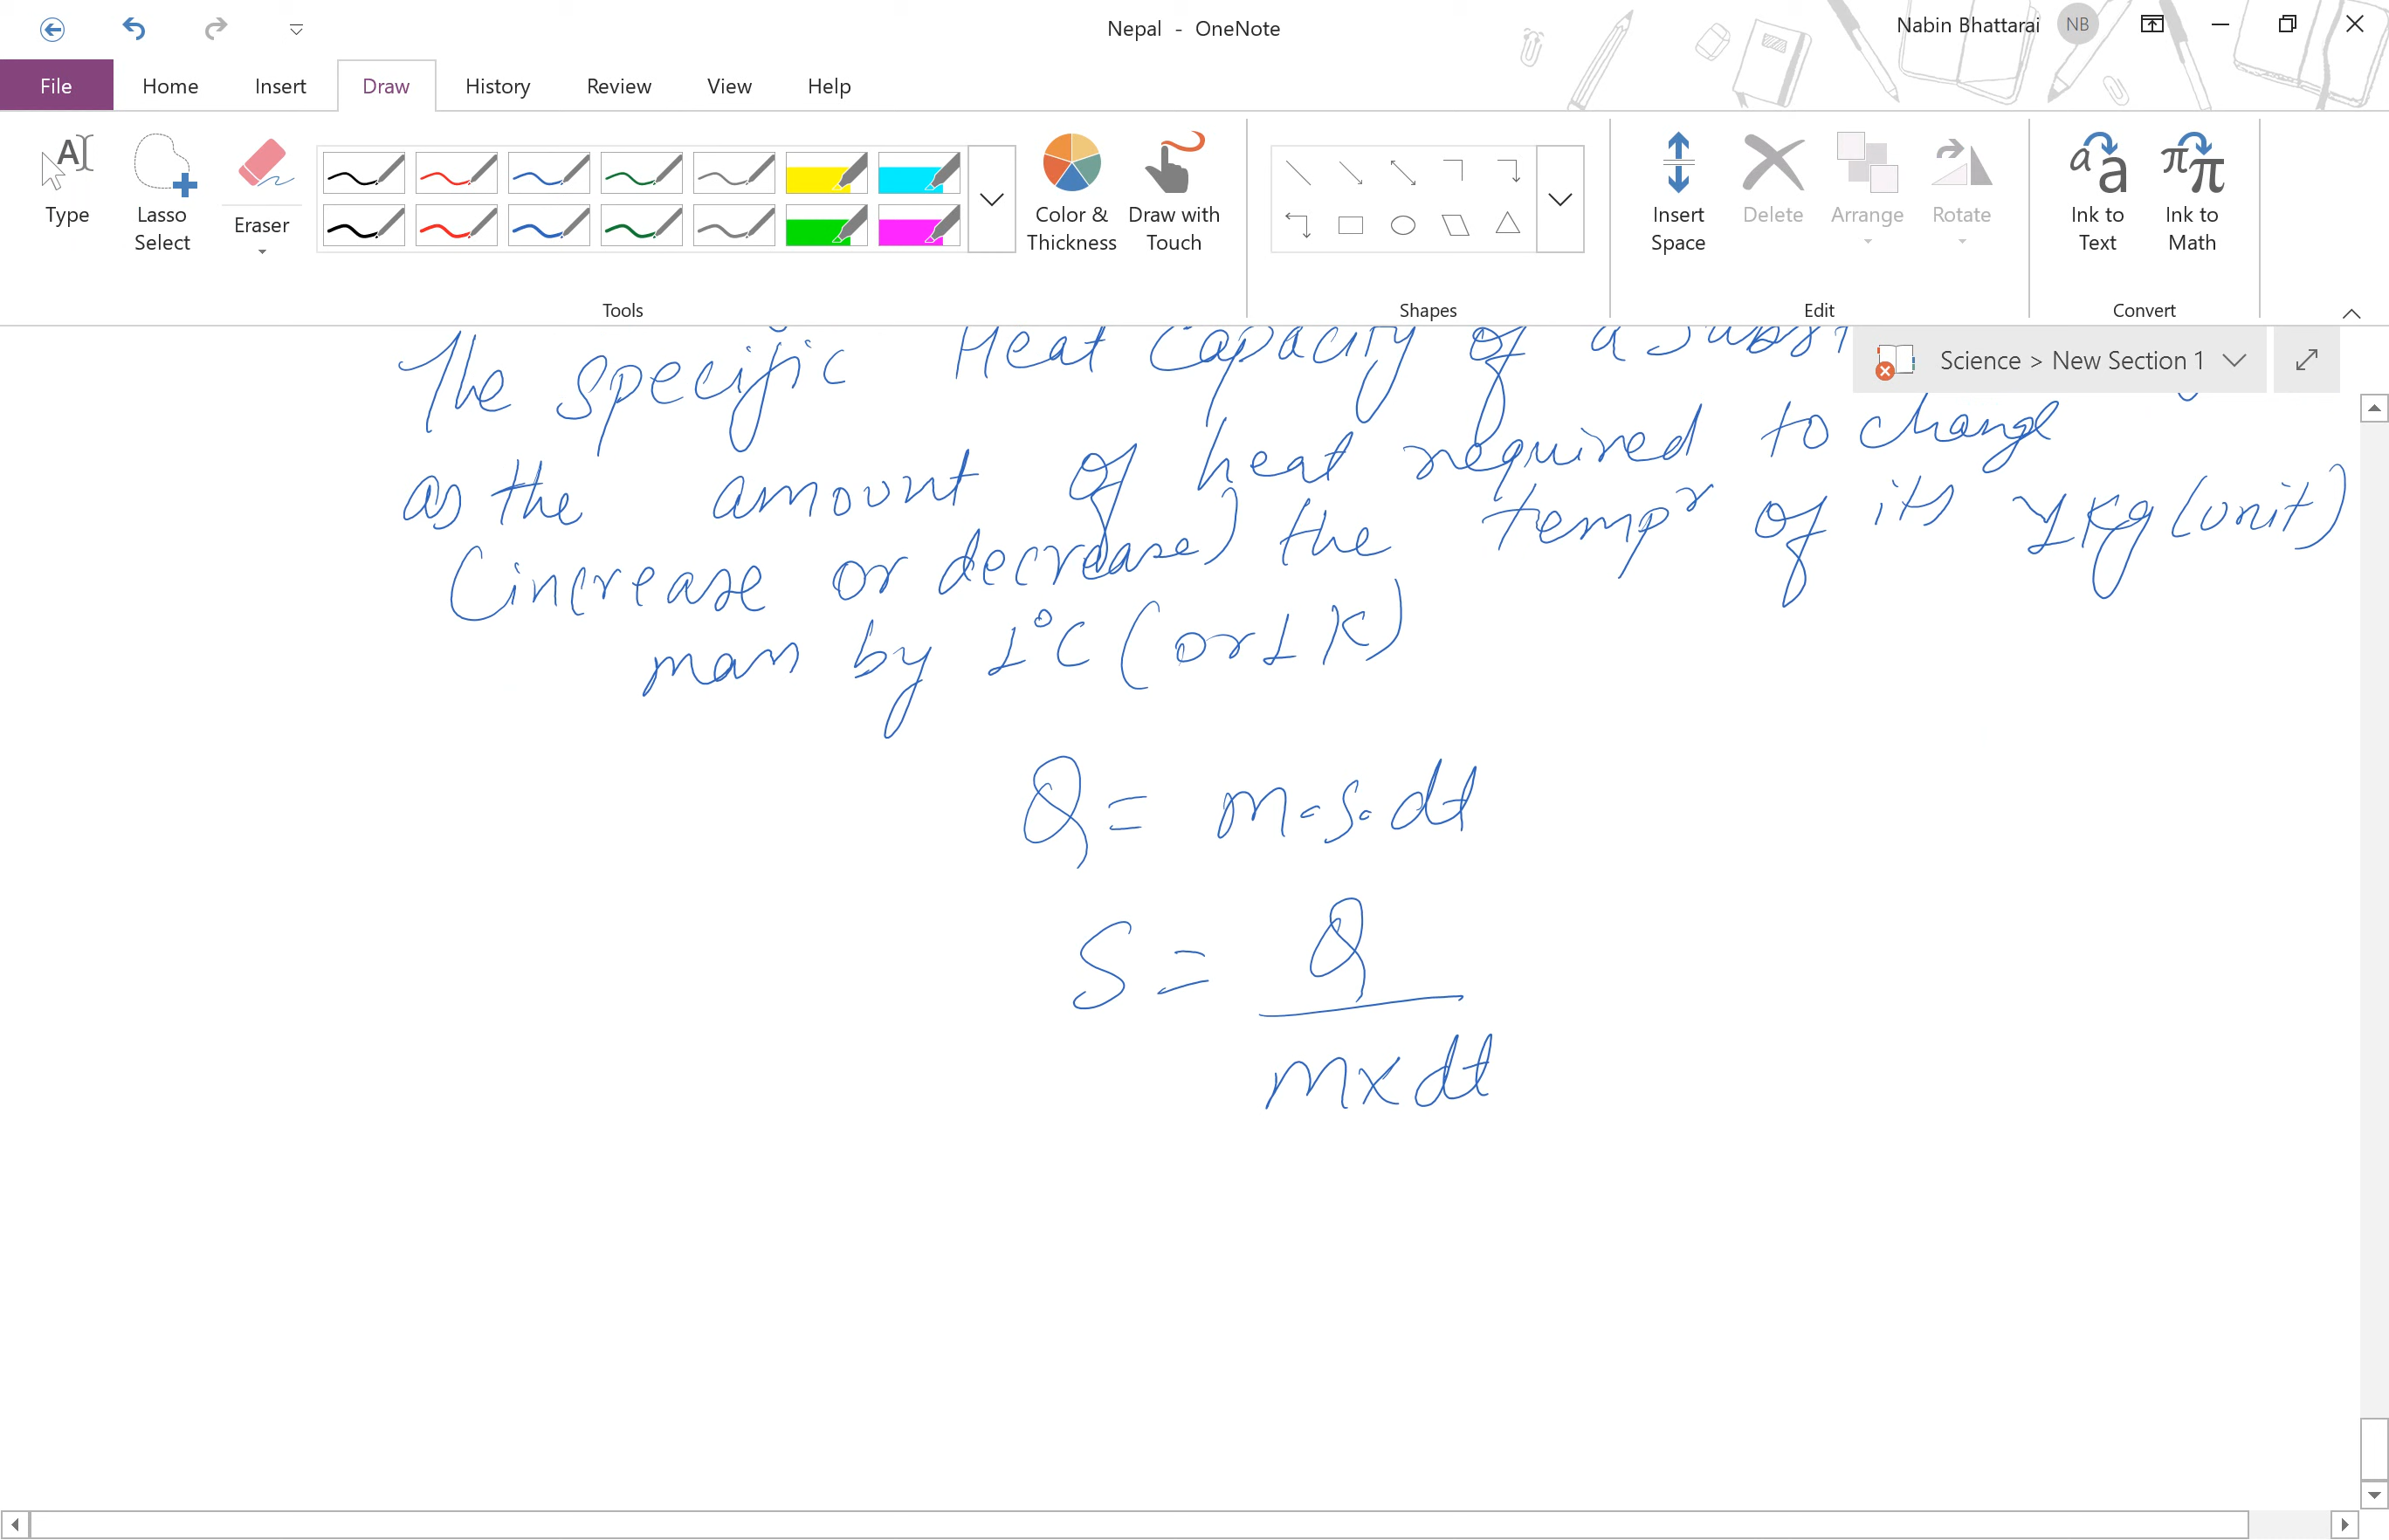 Nepal - OneNote
Nabin Bhattarai NB
File Home Insert Draw History Review View Help
Type
Lasso Select
Eraser
Color & Thickness
Draw with Touch
Insert Space
Delete
Arrange
Rotate
Ink to Text
Ink to Math
Tools
Shapes
Edit
Convert
Science > New Section 1
The specific Heat Capacity of a
as the amount of heat required to change
(increase or decrease) the tempr of its 1kg (unit)
mass by 1°C (or 1 K)
Q = m.s.dt
S = Q
m x dt